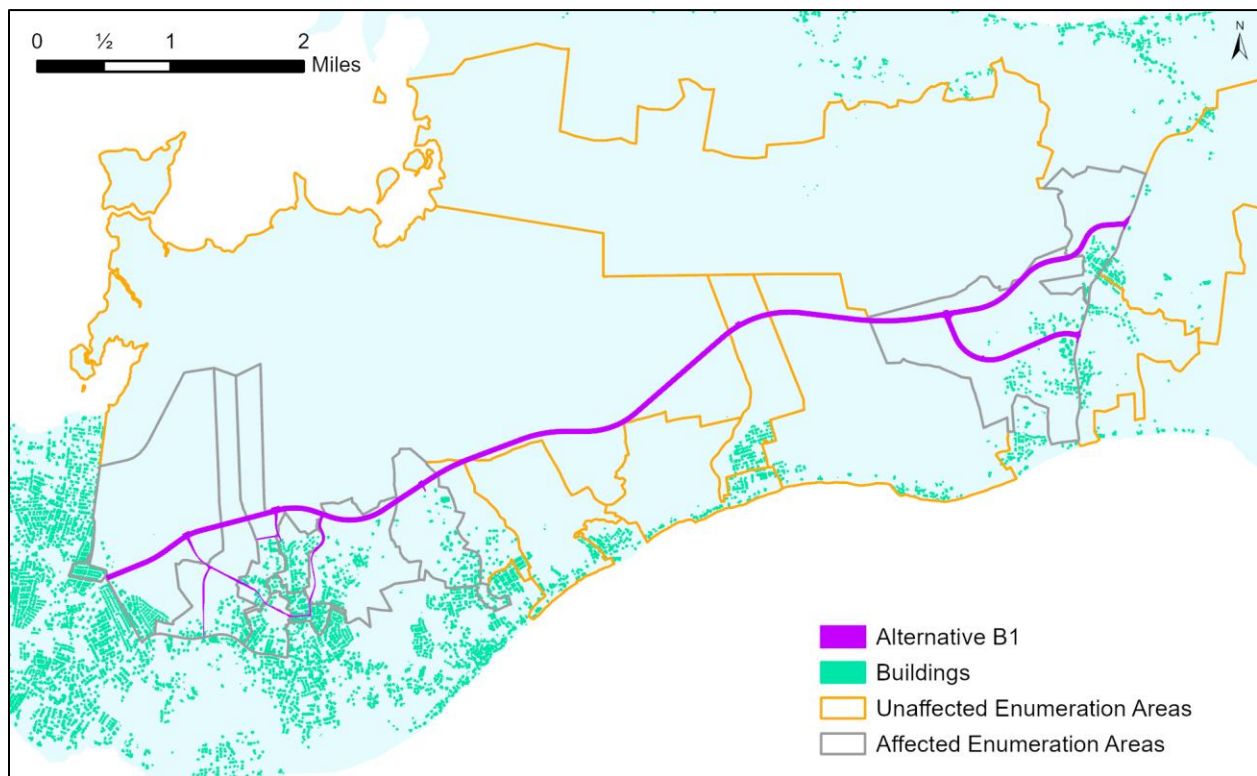 0 ½ 1 2
Miles
N
Alternative B1
Buildings
Unaffected Enumeration Areas
Affected Enumeration Areas